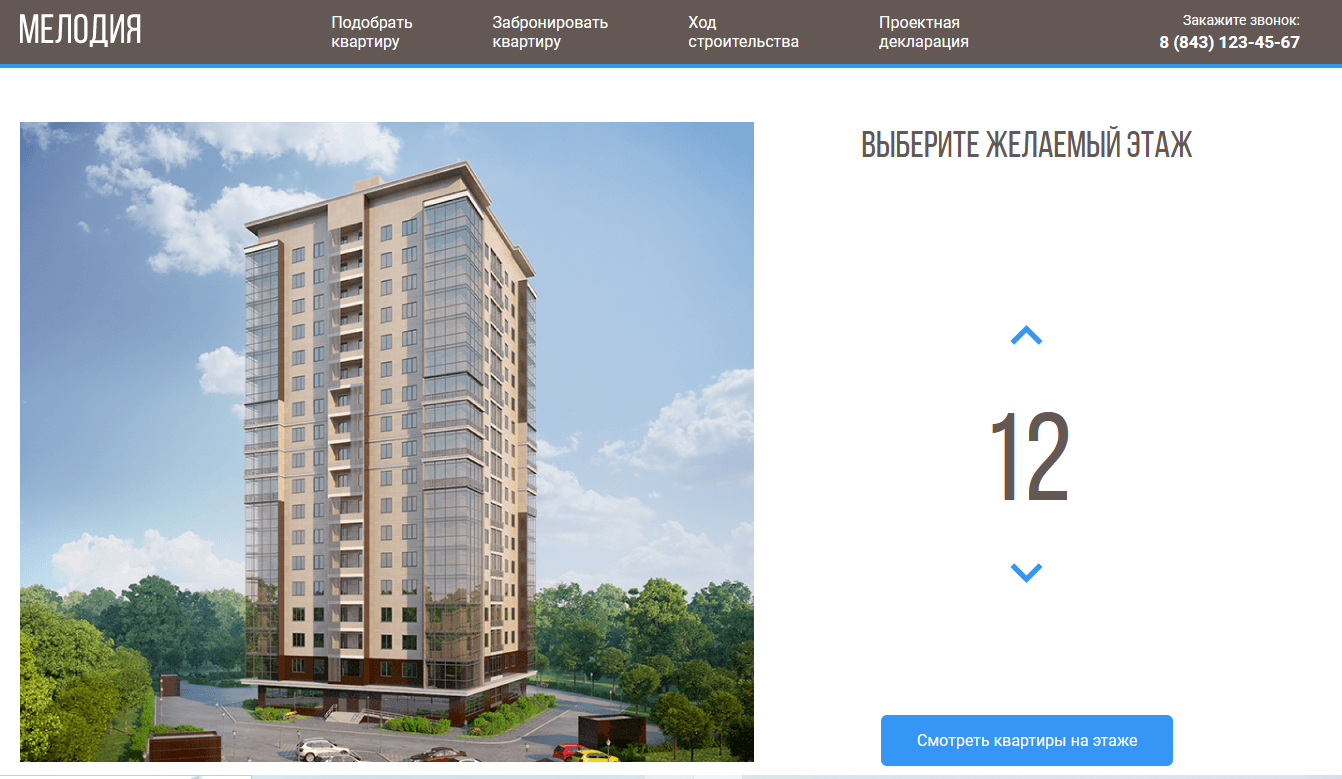 МЕЛОДИЯ
Подобрать
квартиру
Забронировать
квартиру
Ход
строительства
Проектная
декларация
Закажите звонок:
8 (843) 123-45-67
ВЫБЕРИТЕ ЖЕЛАЕМЫЙ ЭТАЖ
12
Смотреть квартиры на этаже